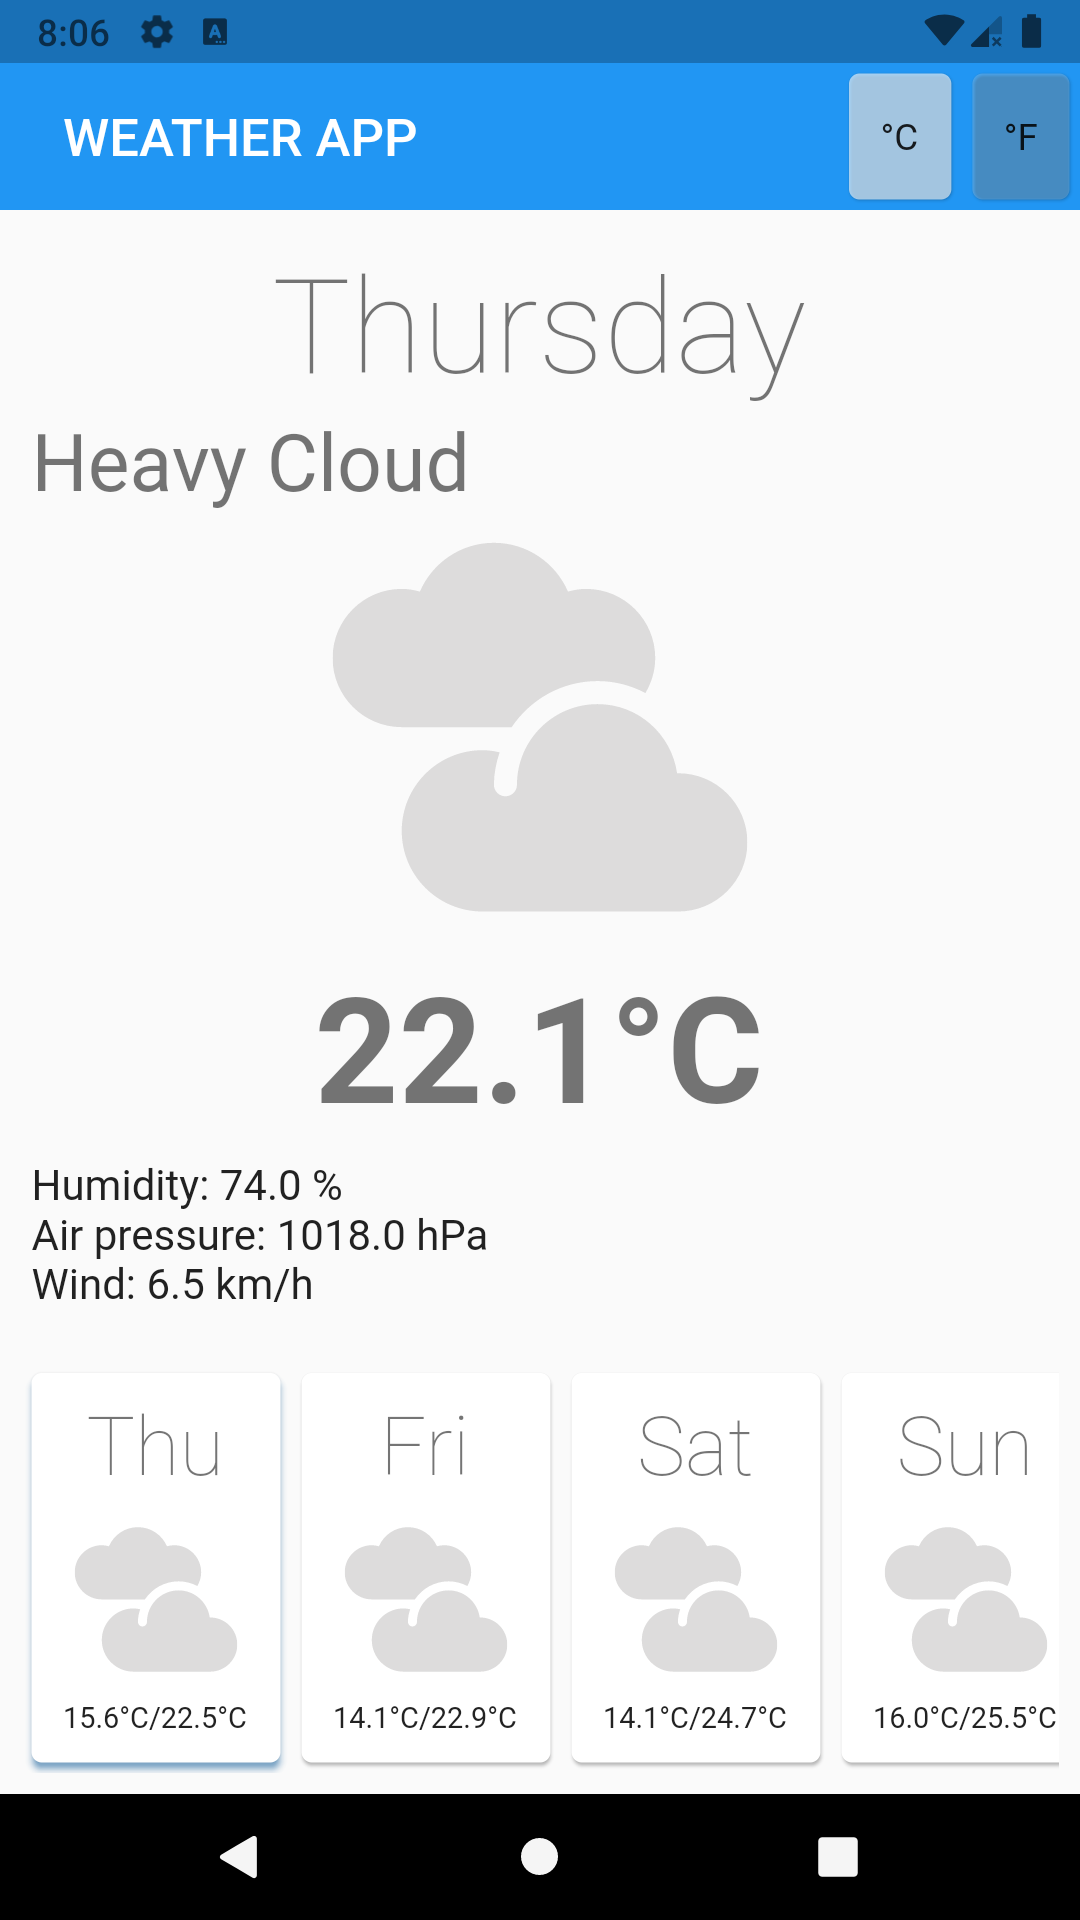 8:06
WEATHER APP °C °F
Thursday
Heavy Cloud
22.1°C
Humidity: 74.0 %
Air pressure: 1018.0 hPa
Wind: 6.5 km/h
Thu Fri Sat Sun
15.6°C/22.5°C 14.1°C/22.9°C 14.1°C/24.7°C 16.0°C/25.5°C